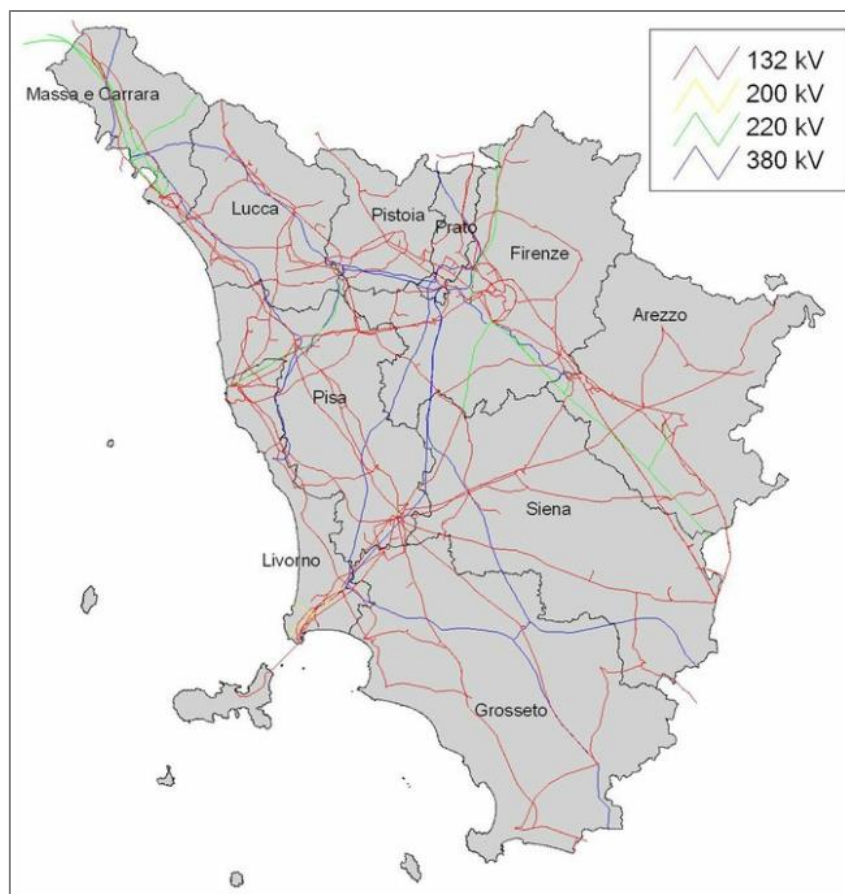 132 kV
200 kV
220 kV
380 kV
Massa e Carrara
Lucca
Pistoia
Prato
Firenze
Arezzo
Pisa
Siena
Livorno
Grosseto